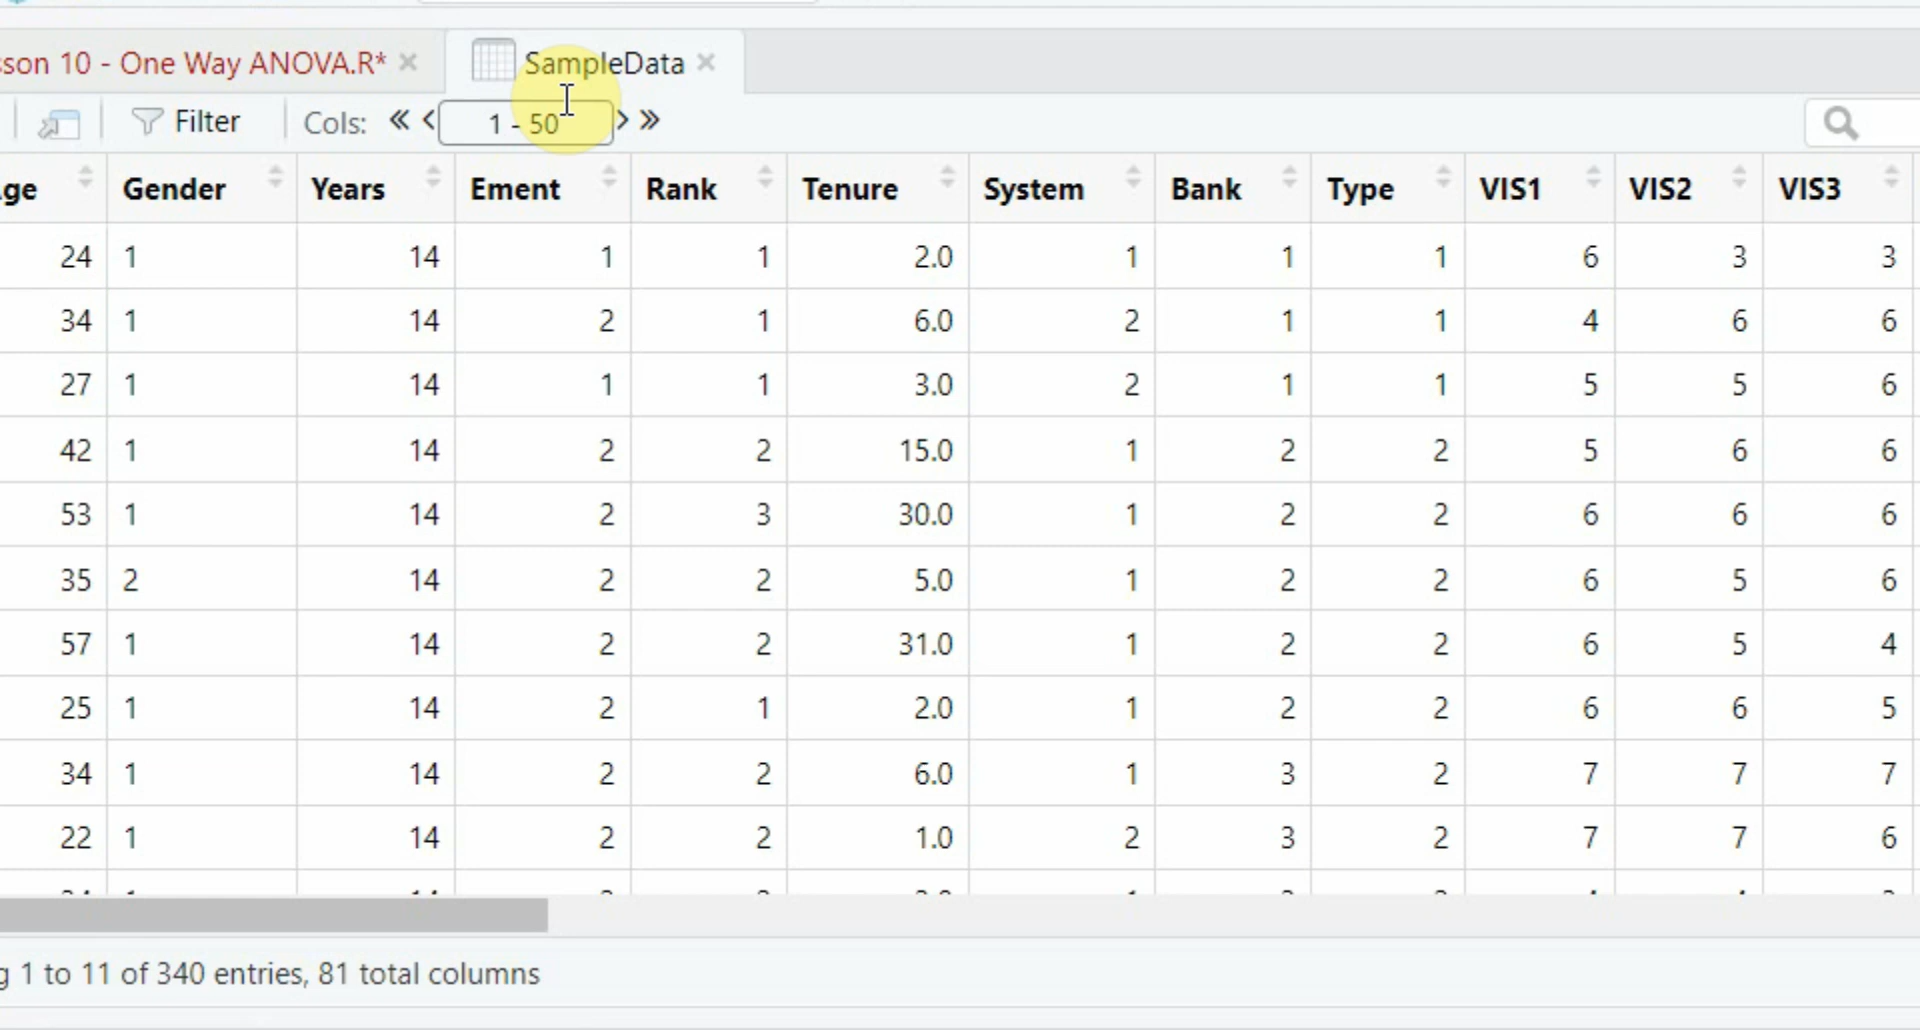 sson 10 - One Way ANOVA.R* × SampleData ×
Filter Cols: « < 1 - 50 > »
ge Gender Years Ement Rank Tenure System Bank Type VIS1 VIS2 VIS3
24 1 14 1 1 2.0 1 1 1 6 3 3
34 1 14 2 1 6.0 2 1 1 4 6 6
27 1 14 1 1 3.0 2 1 1 5 5 6
42 1 14 2 2 15.0 1 2 2 5 6 6
53 1 14 2 3 30.0 1 2 2 6 6 6
35 2 14 2 2 5.0 1 2 2 6 5 6
57 1 14 2 2 31.0 1 2 2 6 5 4
25 1 14 2 1 2.0 1 2 2 6 6 5
34 1 14 2 2 6.0 1 3 2 7 7 7
22 1 14 2 2 1.0 2 3 2 7 7 6
g 1 to 11 of 340 entries, 81 total columns